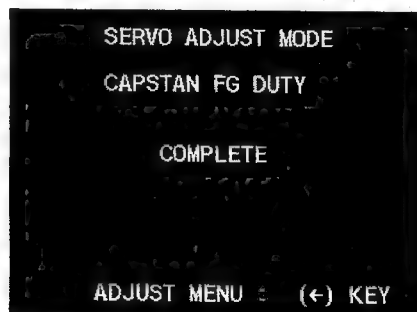 SERVO ADJUST MODE
CAPSTAN FG DUTY
COMPLETE
ADJUST MENU : (←) KEY